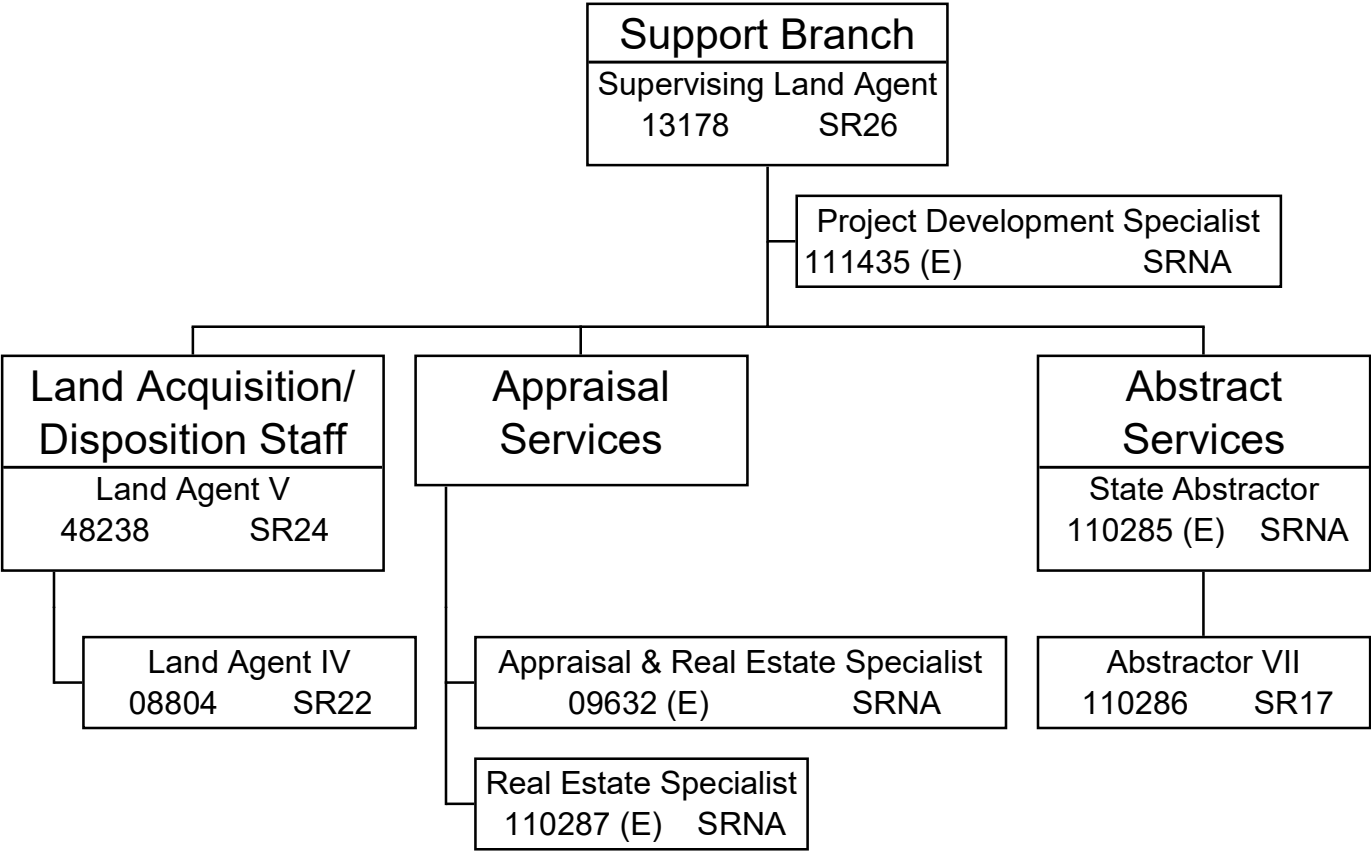 Support Branch
Supervising Land Agent
13178 SR26
Project Development Specialist
111435 (E) SRNA
Land Acquisition/
Disposition Staff
Land Agent V
48238 SR24
Land Agent IV
08804 SR22
Appraisal
Services
Appraisal & Real Estate Specialist
09632 (E) SRNA
Real Estate Specialist
110287 (E) SRNA
Abstract
Services
State Abstractor
110285 (E) SRNA
Abstractor VII
110286 SR17